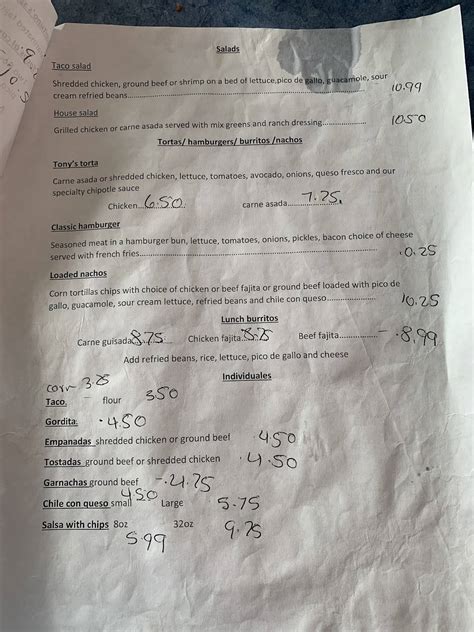 Salads
Taco salad
Shredded chicken, ground beef or shrimp on a bed of lettuce,pico de gallo, guacamole, sour
cream refried beans.......... 10.99
House salad
Grilled chicken or carne asada served with mix greens and ranch dressing.......... 10.50
Tortas/ hamburgers/ burritos /nachos
Tony's torta
Carne asada or shredded chicken, lettuce, tomatoes, avocado, onions, queso fresco and our
specialty chipotle sauce
Chicken...6.50. carne asada..........7.25.
Classic hamburger
Seasoned meat in a hamburger bun, lettuce, tomatoes, onions, pickles, bacon choice of cheese
served with french fries.......... .0.25
Loaded nachos
Corn tortillas chips with choice of chicken or beef fajita or ground beef loaded with pico de
gallo, guacamole, sour cream lettuce, refried beans and chile con queso.......... 10.25
Lunch burritos
Carne guisada 8.75 Chicken fajita.. Beef fajita.......... -.8.99
Add refried beans, rice, lettuce, pico de gallo and cheese
Individuales
corn 3.25
Taco. - flour 3.50
Gordita: .4.50
Empanadas shredded chicken or ground beef .4.50
Tostadas ground beef or shredded chicken .4.50
Garnachas ground beef -.4.75
Chile con queso small 4.50 Large 5.75
Salsa with chips 8oz 5.99 32oz 9.75